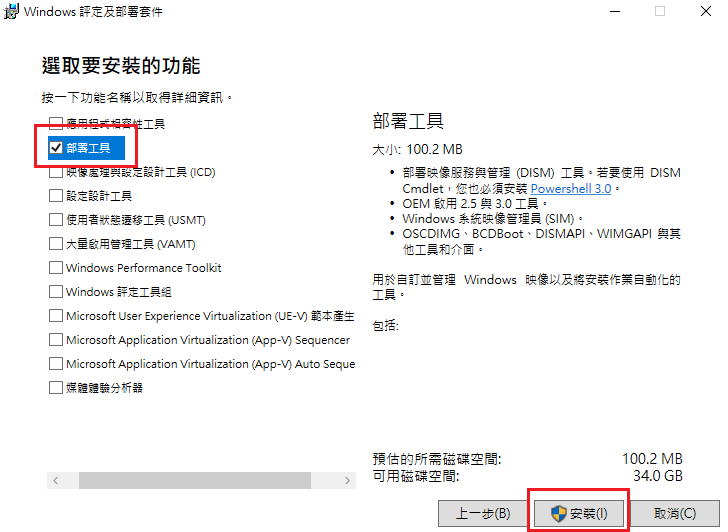 Windows 評定及部署套件
選取要安裝的功能
按一下功能名稱以取得詳細資訊。
應用程式相容性工具
部署工具
映像處理與設定設計工具 (ICD)
設定設計工具
使用者狀態遷移工具 (USMT)
大量啟用管理工具 (VAMT)
Windows Performance Toolkit
Windows 評定工具組
Microsoft User Experience Virtualization (UE-V) 範本產生
Microsoft Application Virtualization (App-V) Sequencer
Microsoft Application Virtualization (App-V) Auto Seque
媒體體驗分析器
部署工具
大小: 100.2 MB
• 部署映像服務與管理 (DISM) 工具。若要使用 DISM
Cmdlet，您也必須安裝 Powershell 3.0。
• OEM 啟用 2.5 與 3.0 工具。
• Windows 系統映像管理員 (SIM)。
• OSCDIMG、BCDBoot、DISMAPI、WIMGAPI 與其
他工具和介面。
用於自訂並管理 Windows 映像以及將安裝作業自動化的
工具。
包括:
預估的所需磁碟空間: 100.2 MB
可用磁碟空間: 34.0 GB
上一步(B)
安裝(I)
取消(C)